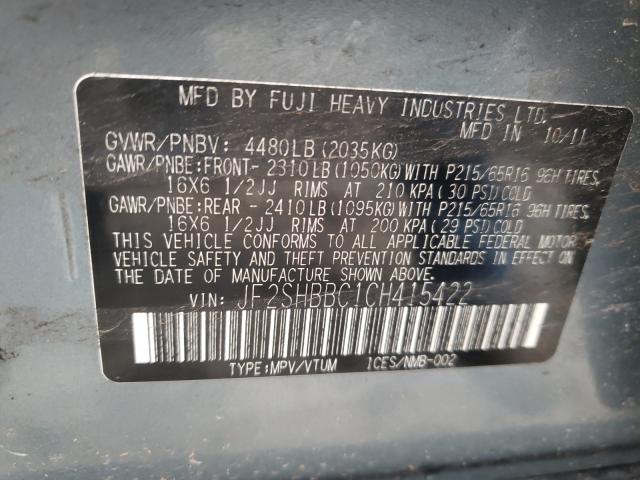 MFD BY FUJI HEAVY INDUSTRIES LTD.
MFD IN 10/11
GVWR/PNBV: 4480LB(2035KG)
GAWR/PNBE:FRONT- 2310LB(1050KG)WITH P215/65R16 96H TIRES,
16X6 1/2JJ RIMS AT 210 KPA(30 PSI)COLD
GAWR/PNBE:REAR - 2410LB(1095KG)WITH P215/65R16 96H TIRES,
16X6 1/2JJ RIMS AT 200 KPA(29 PSI)COLD
THIS VEHICLE CONFORMS TO ALL APPLICABLE FEDERAL MOTOR
VEHICLE SAFETY AND THEFT PREVENTION STANDARDS IN EFFECT ON
THE DATE OF MANUFACTURE SHOWN ABOVE.
VIN: JF2SHBBC1CH415422
TYPE:MPV/VTUM ICES/NMB-002